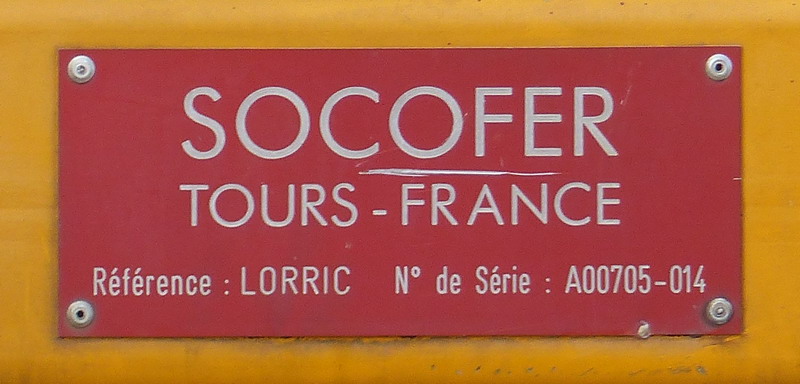 SOCOFER
TOURS - FRANCE
Référence : LORRIC N° de Série : A00705-014